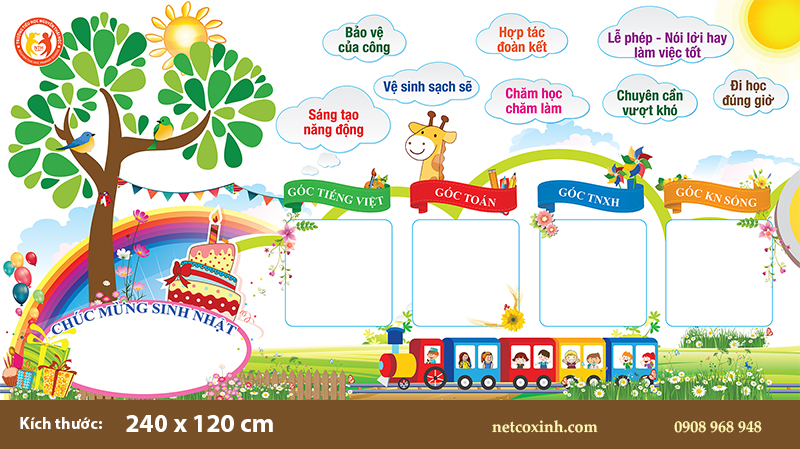 Bảo vệ
của công
Hợp tác
đoàn kết
Lễ phép - Nói lời hay
làm việc tốt
Vệ sinh sạch sẽ
Chăm học
chăm làm
Chuyên cần
vượt khó
Đi học
đúng giờ
Sáng tạo
năng động
GÓC TIẾNG VIỆT
GÓC TOÁN
GÓC TNXH
GÓC KN SỐNG
CHÚC MỪNG SINH NHẬT
Kích thước: 240 x 120 cm
netcoxinh.com
0908 968 948